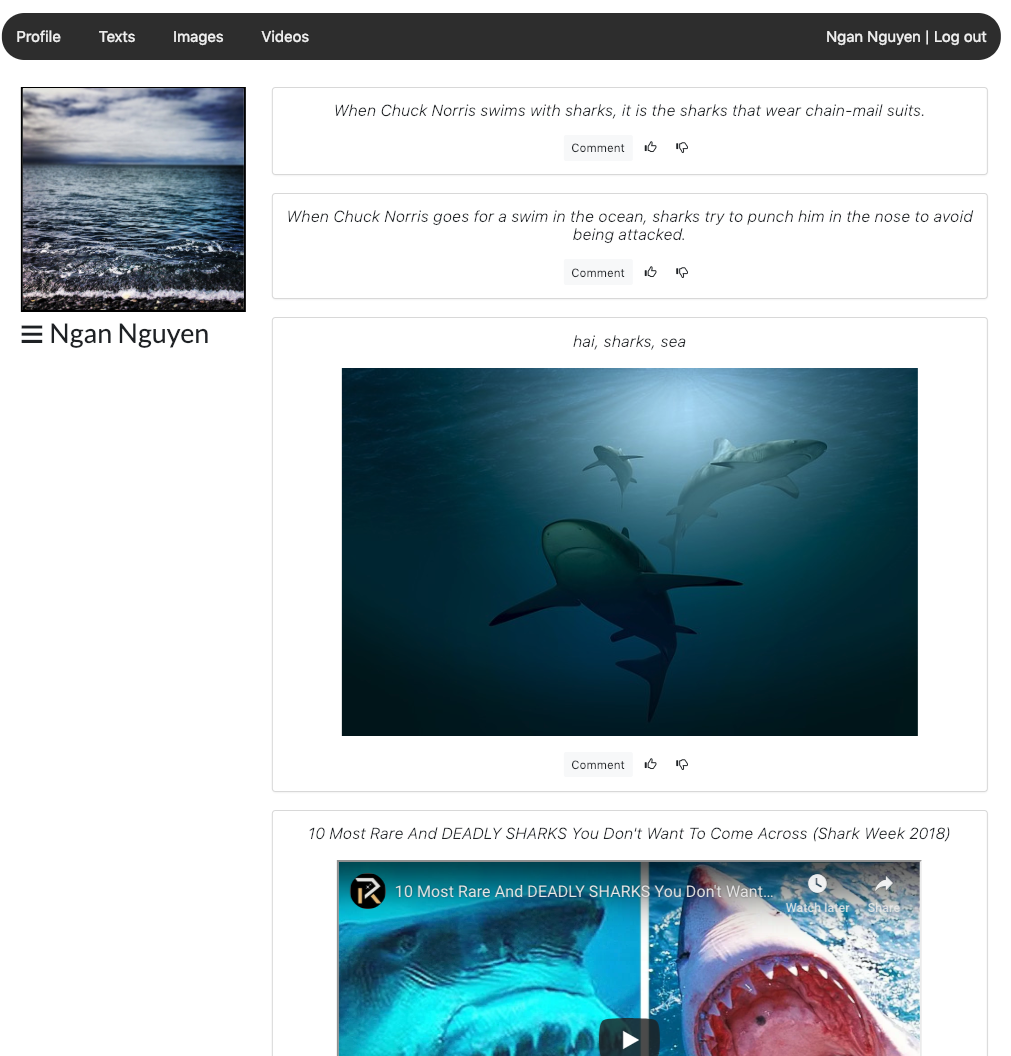 Profile Texts Images Videos Ngan Nguyen | Log out
Ngan Nguyen
When Chuck Norris swims with sharks, it is the sharks that wear chain-mail suits.
Comment
When Chuck Norris goes for a swim in the ocean, sharks try to punch him in the nose to avoid
being attacked.
Comment
hai, sharks, sea
Comment
10 Most Rare And DEADLY SHARKS You Don't Want To Come Across (Shark Week 2018)
10 Most Rare And DEADLY SHARKS You Don't Want...
Watch later Share